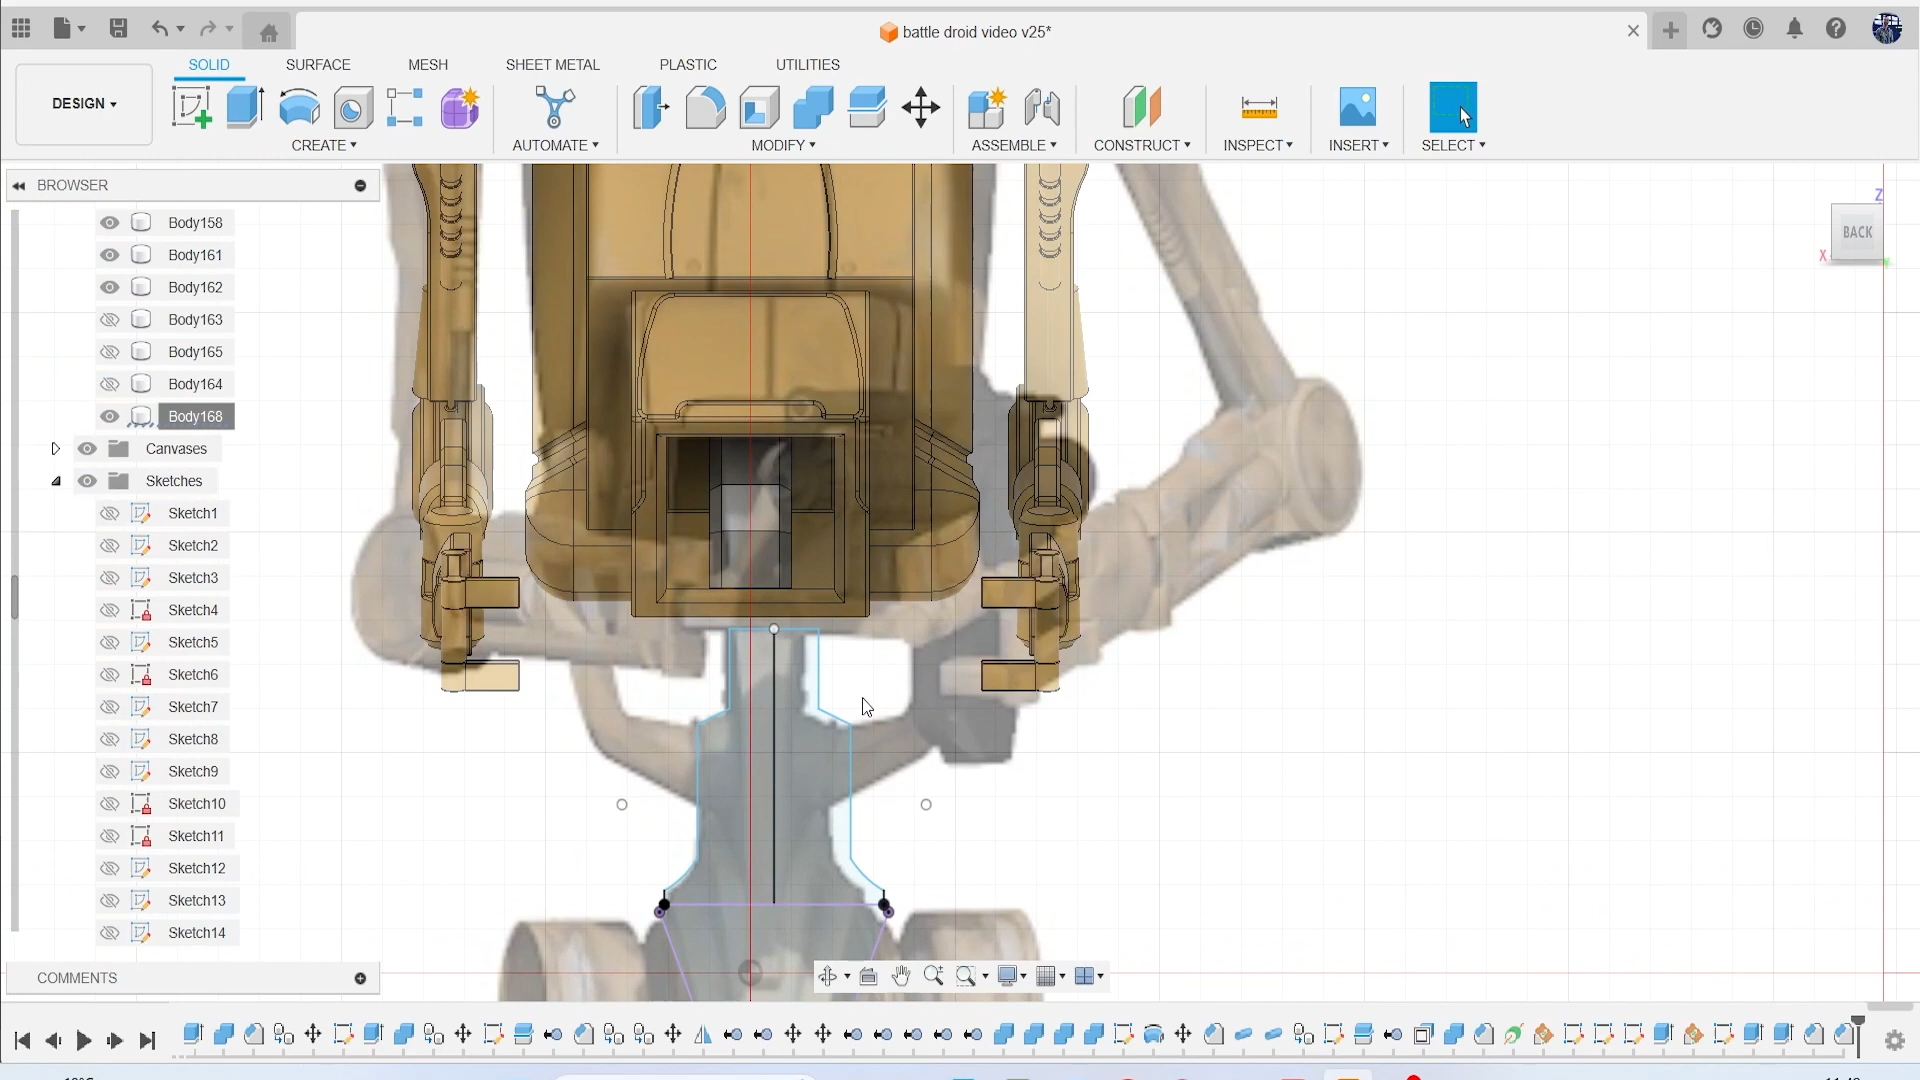 battle droid video v25*
SOLID SURFACE MESH SHEET METAL PLASTIC UTILITIES
DESIGN
CREATE AUTOMATE MODIFY ASSEMBLE CONSTRUCT INSPECT INSERT SELECT
BROWSER
Z
BACK
X
Body158
Body161
Body162
Body163
Body165
Body164
Body168
Canvases
Sketches
Sketch1
Sketch2
Sketch3
Sketch4
Sketch5
Sketch6
Sketch7
Sketch8
Sketch9
Sketch10
Sketch11
Sketch12
Sketch13
Sketch14
COMMENTS